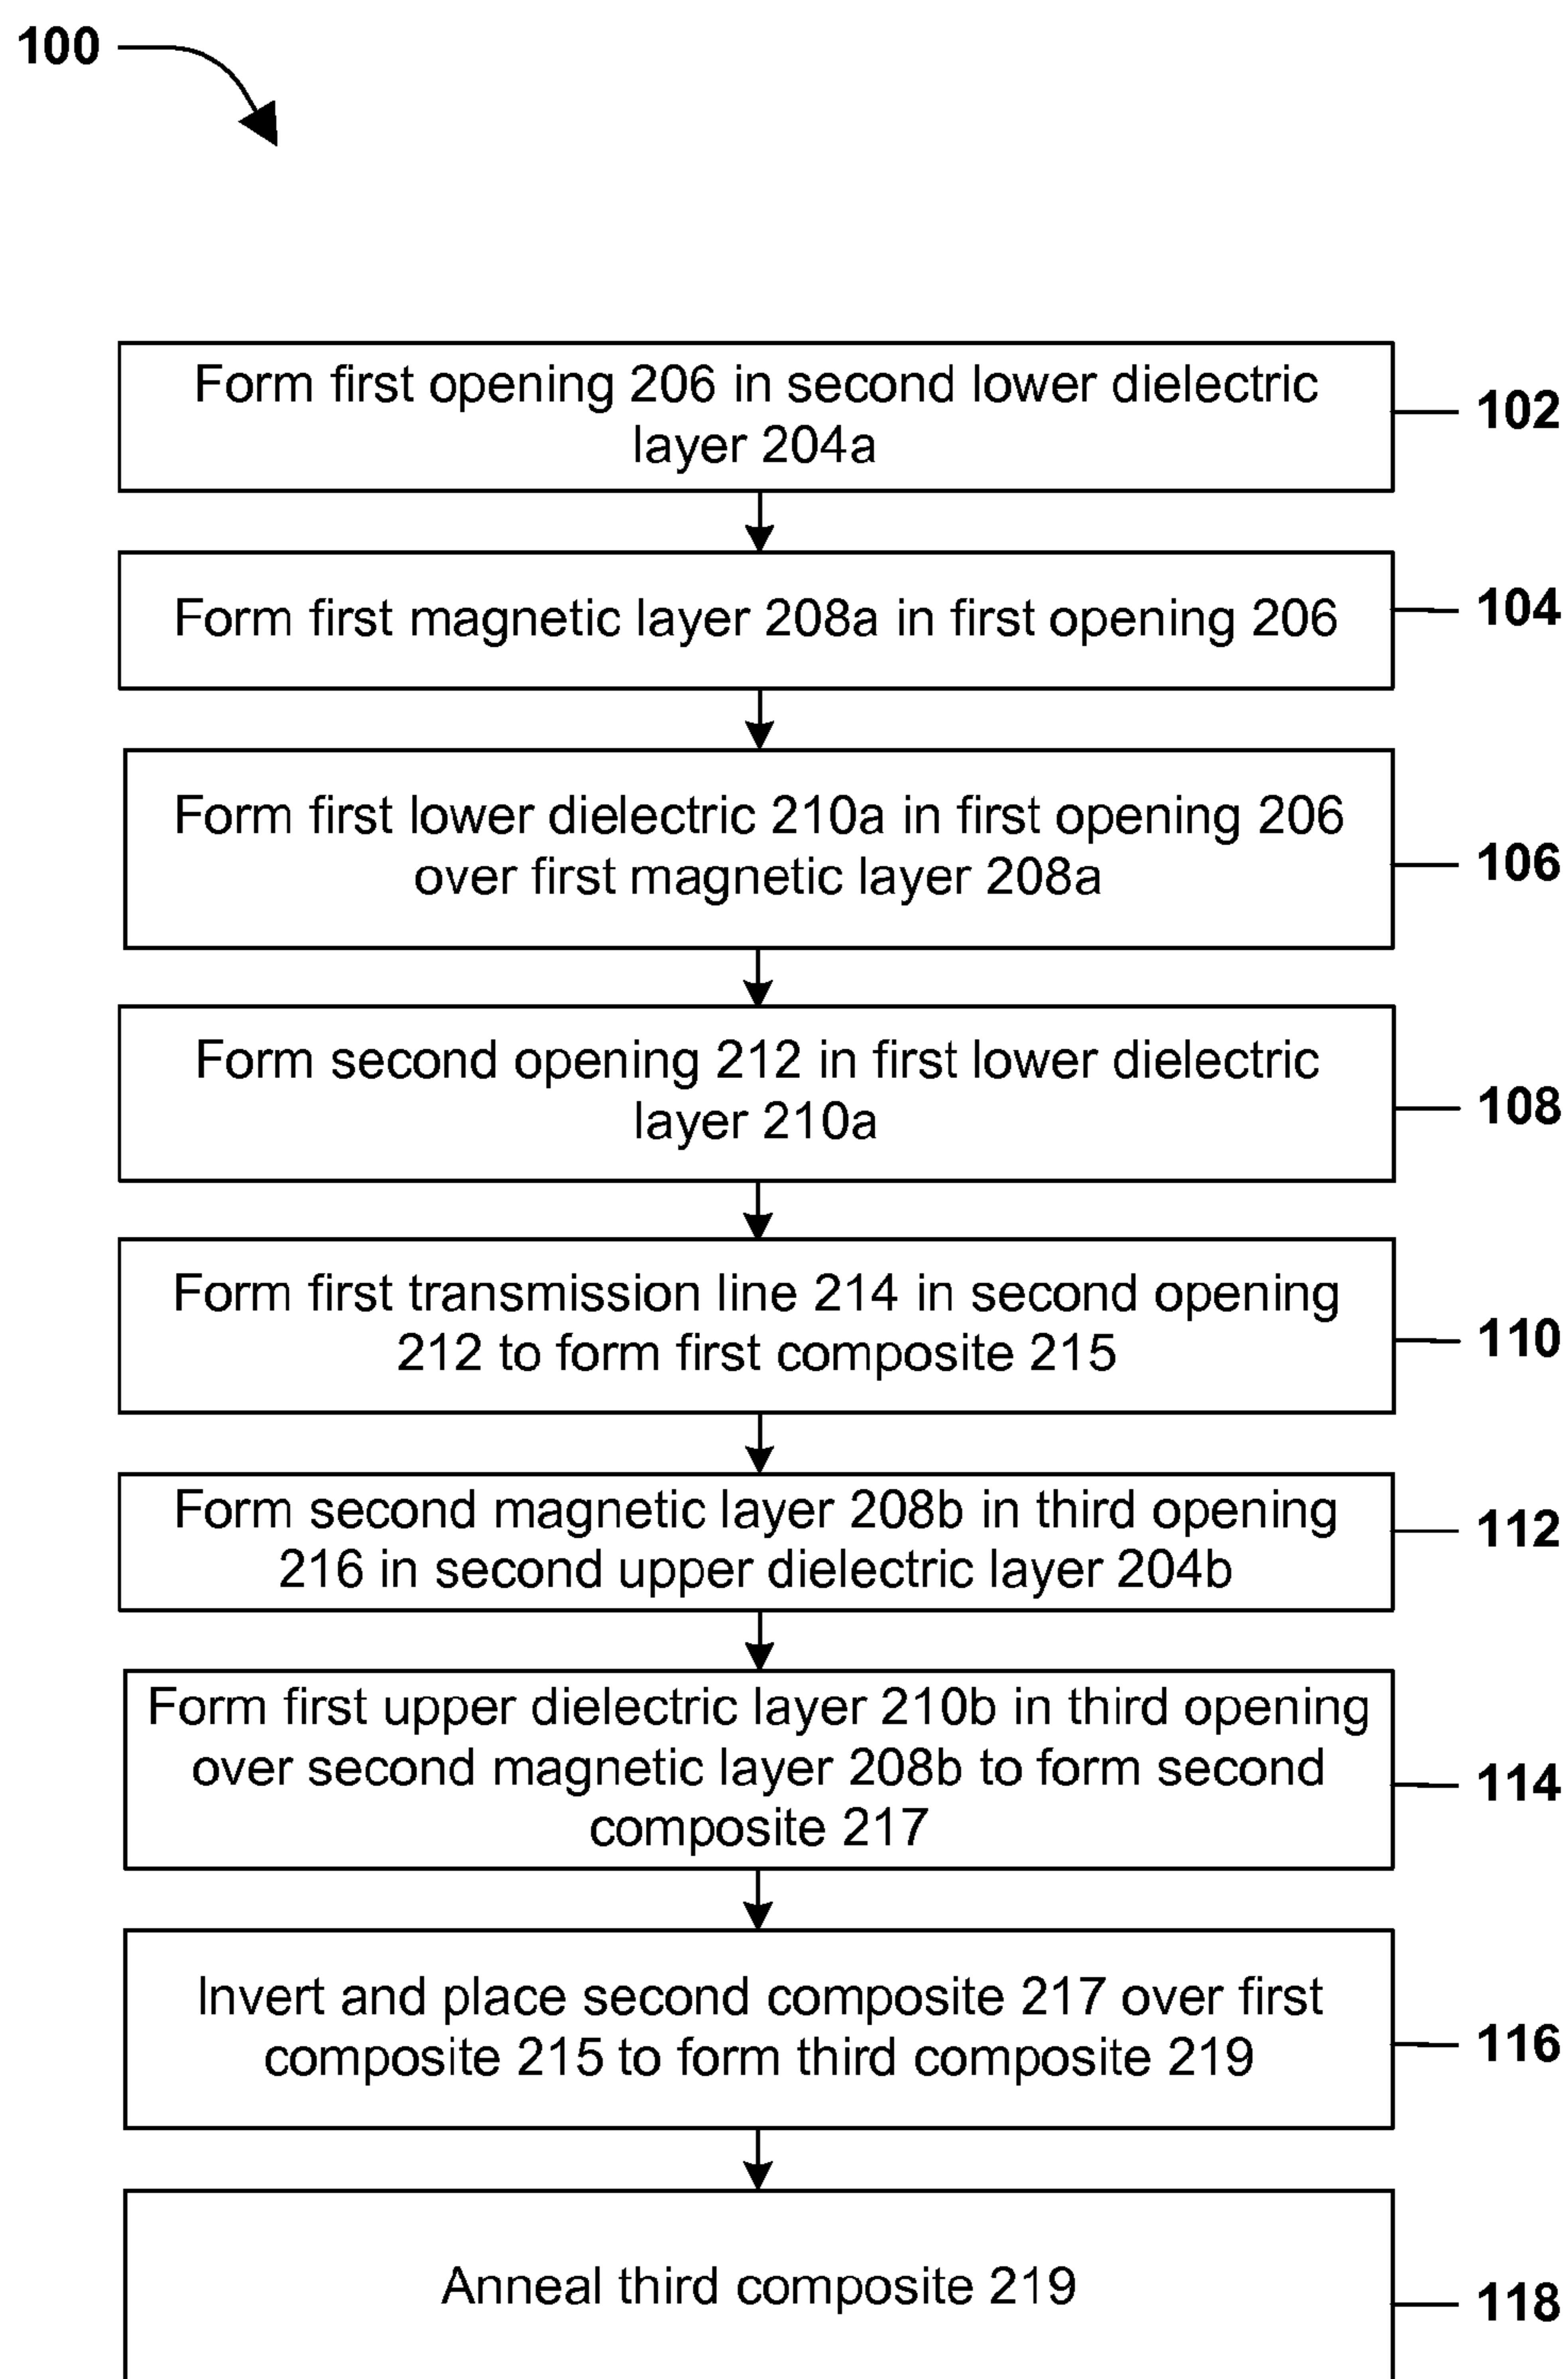 100
Form first opening 206 in second lower dielectric
layer 204a
102
Form first magnetic layer 208a in first opening 206
104
Form first lower dielectric 210a in first opening 206
over first magnetic layer 208a
106
Form second opening 212 in first lower dielectric
layer 210a
108
Form first transmission line 214 in second opening
212 to form first composite 215
110
Form second magnetic layer 208b in third opening
216 in second upper dielectric layer 204b
112
Form first upper dielectric layer 210b in third opening
over second magnetic layer 208b to form second
composite 217
114
Invert and place second composite 217 over first
composite 215 to form third composite 219
116
Anneal third composite 219
118